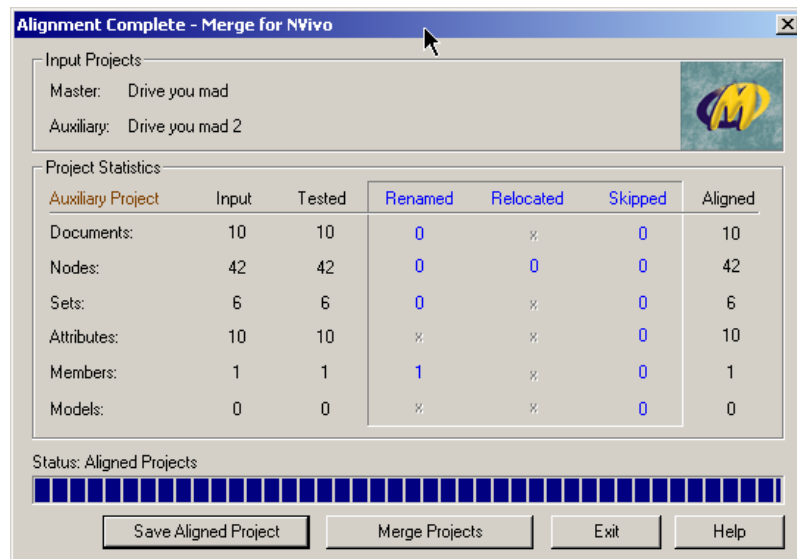 Alignment Complete - Merge for NVivo
Input Projects
Master: Drive you mad
Auxiliary: Drive you mad 2
Project Statistics
Auxiliary Project Input Tested Renamed Relocated Skipped Aligned
Documents: 10 10 0 x 0 10
Nodes: 42 42 0 0 0 42
Sets: 6 6 0 x 0 6
Attributes: 10 10 x x 0 10
Members: 1 1 1 x 0 1
Models: 0 0 x x 0 0
Status: Aligned Projects
Save Aligned Project Merge Projects Exit Help